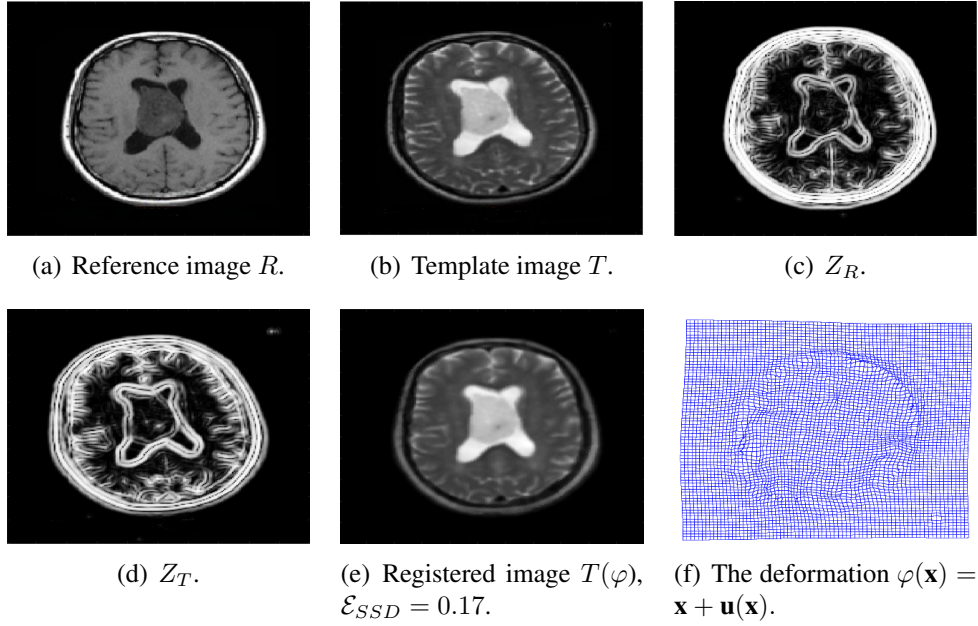 (a) Reference image R.
(b) Template image T.
(c) Z_R.
(d) Z_T.
(e) Registered image T(φ),
ℰ_SSD = 0.17.
(f) The deformation φ(x) =
x + u(x).